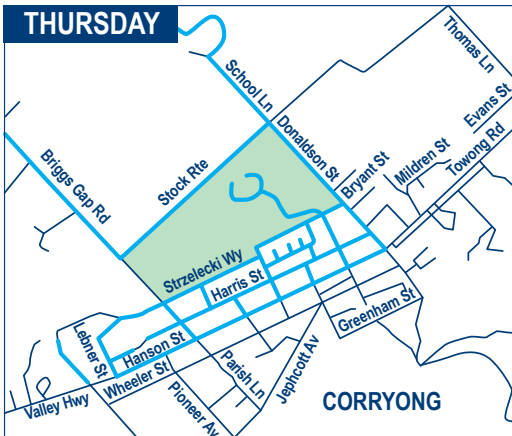 THURSDAY
Thomas Ln
School Ln
Evans St
Donaldson St
Mildren St
Towong Rd
Bryant St
Briggs Gap Rd
Stock Rte
Strzelecki Wy
Harris St
Lebner St
Hanson St
Greenham St
Wheeler St
Parish Ln
Jephcott Av
Valley Hwy
Pioneer Av
CORRYONG